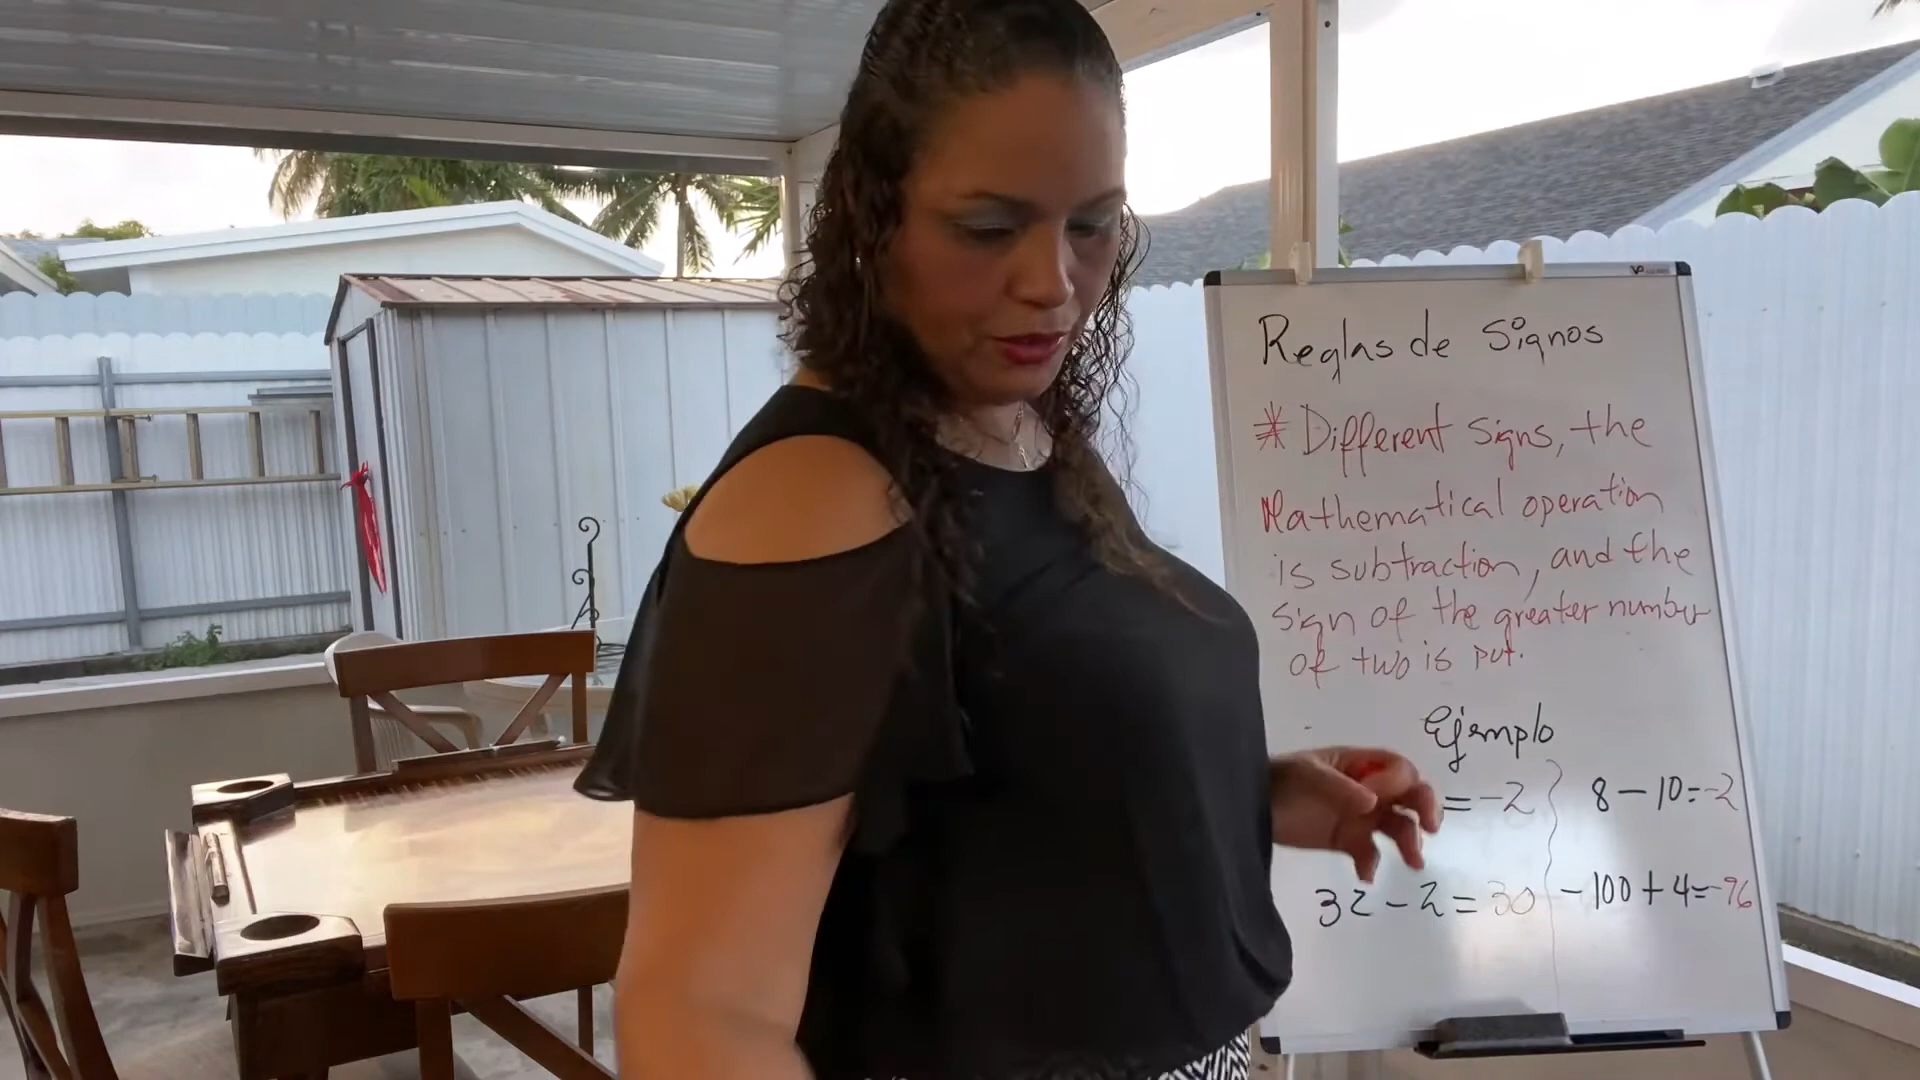 Reglas de Signos
* Different Signs, the
Mathematical operation
is subtraction, and the
sign of the greater number
of two is put.
Ejemplo
= -2
8 - 10 = -2
32 - 2 = 30
- 100 + 4 = -96